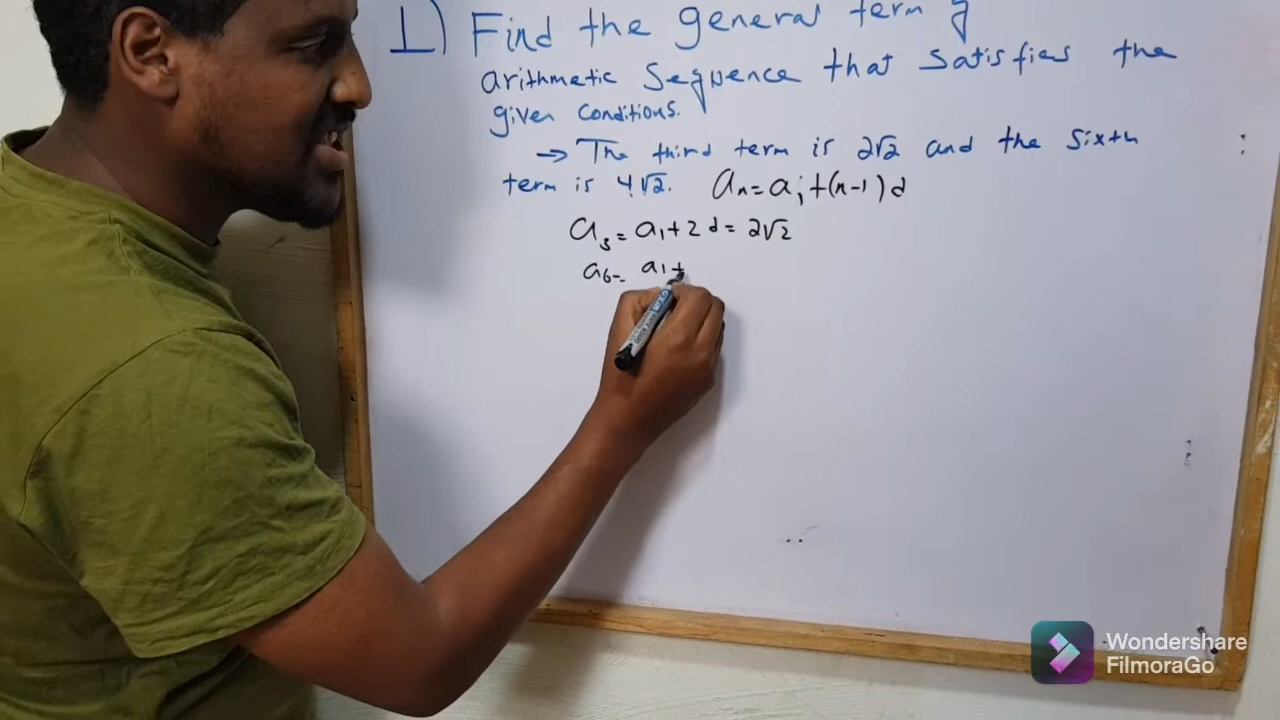 1) Find the general term of
arithmetic sequence that satisfies the
given conditions.
→ The third term is 2√2 and the sixth
term is 4√2. aₙ = a₁ + (n-1) d
a₃ = a₁ + 2d = 2√2
a₆ = a₁ +
Wondershare
FilmoraGo